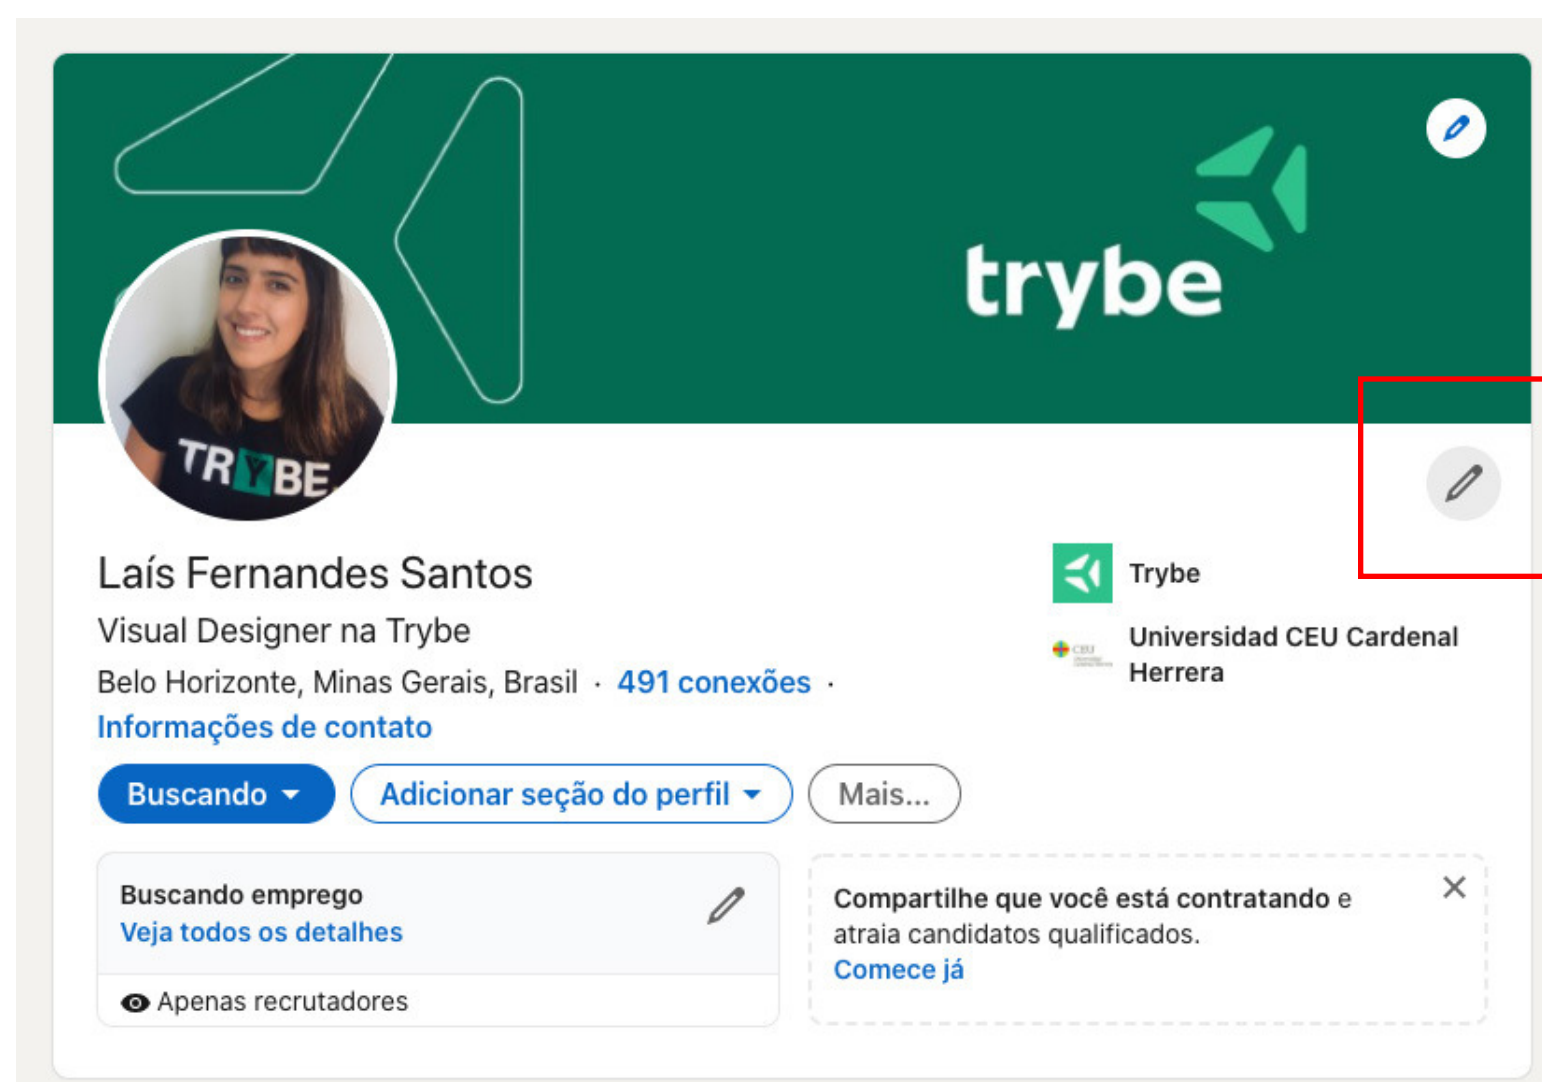 trybe
TRYBE
Laís Fernandes Santos
Visual Designer na Trybe
Belo Horizonte, Minas Gerais, Brasil · 491 conexões ·
Informações de contato
Trybe
CEU
Universidad CEU Cardenal
Herrera
Buscando
Adicionar seção do perfil
Mais...
Buscando emprego
Veja todos os detalhes
Apenas recrutadores
Compartilhe que você está contratando e
atraia candidatos qualificados.
Comece já